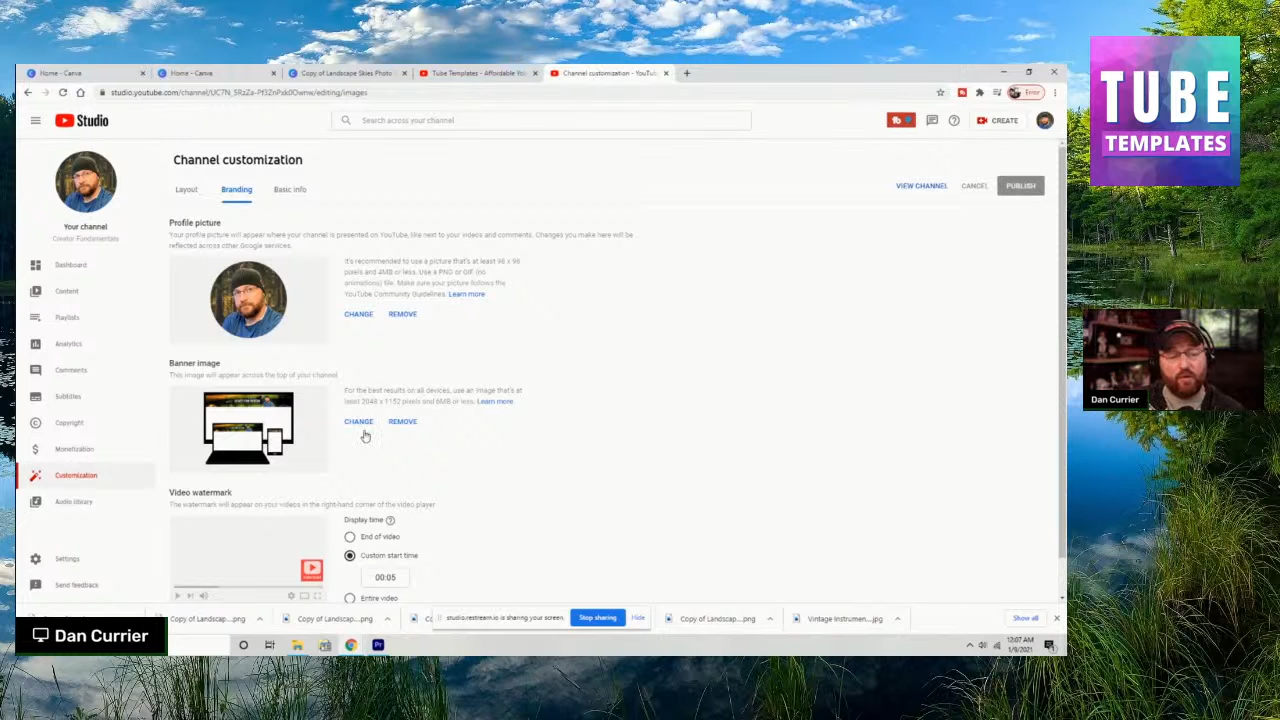 Home - Canva
Home - Canva
Copy of Landscape Skies Photo
Tube Templates - Affordable
Channel customization - YouTu
studio.youtube.com/channel/
/editing/images
Error
Studio
Search across your channel
CREATE
TUBE
TEMPLATES
Channel customization
Layout
Branding
Basic info
VIEW CHANNEL
CANCEL
PUBLISH
Your channel
Creator Fundamentals
Dashboard
Content
Playlists
Analytics
Comments
Subtitles
Copyright
Monetization
Customization
Audio library
Settings
Send feedback
Profile picture
Your profile picture will appear where your channel is presented on YouTube, like next to your videos and comments. Changes you make here will be
reflected across other Google services.
It's recommended to use a picture that's at least 98 x 98
pixels and 4MB or less. Use a PNG or GIF (no
animations) file. Make sure your picture follows the
YouTube Community Guidelines. Learn more
CHANGE
REMOVE
Banner image
This image will appear across the top of your channel
For the best results on all devices, use an image that's at
least 2048 x 1152 pixels and 6MB or less. Learn more
CHANGE
REMOVE
Video watermark
The watermark will appear on your videos in the right-hand corner of the video player
Display time
End of video
Custom start time
00:05
Entire video
Dan Currier
Copy of Landscap....png
Copy of Landscap....png
studio.restream.io is sharing your screen.
Stop sharing
Hide
Copy of Landscap....png
Vintage Instrumen....jpg
Show all
Dan Currier
Pr
12:07 AM
1/9/2021